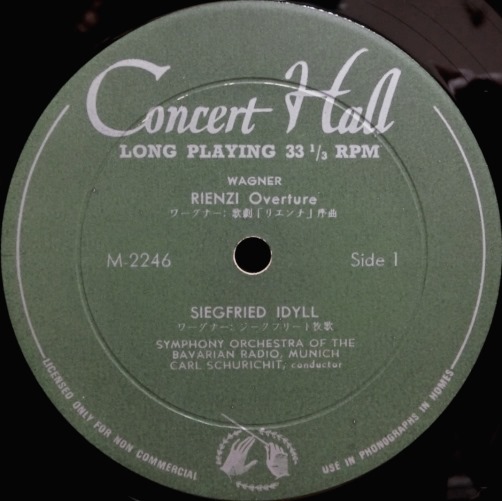 Concert Hall
LONG PLAYING 33 1/3 RPM
WAGNER
RIENZI Overture
ワーグナー: 歌劇「リエンチ」序曲
M-2246
Side 1
SIEGFRIED IDYLL
ワーグナー: ジークフリート牧歌
SYMPHONY ORCHESTRA OF THE
BAVARIAN RADIO, MUNICH
CARL SCHURICHT, conductor
LICENSED ONLY FOR NON COMMERCIAL
USE IN PHONOGRAPHS IN HOMES